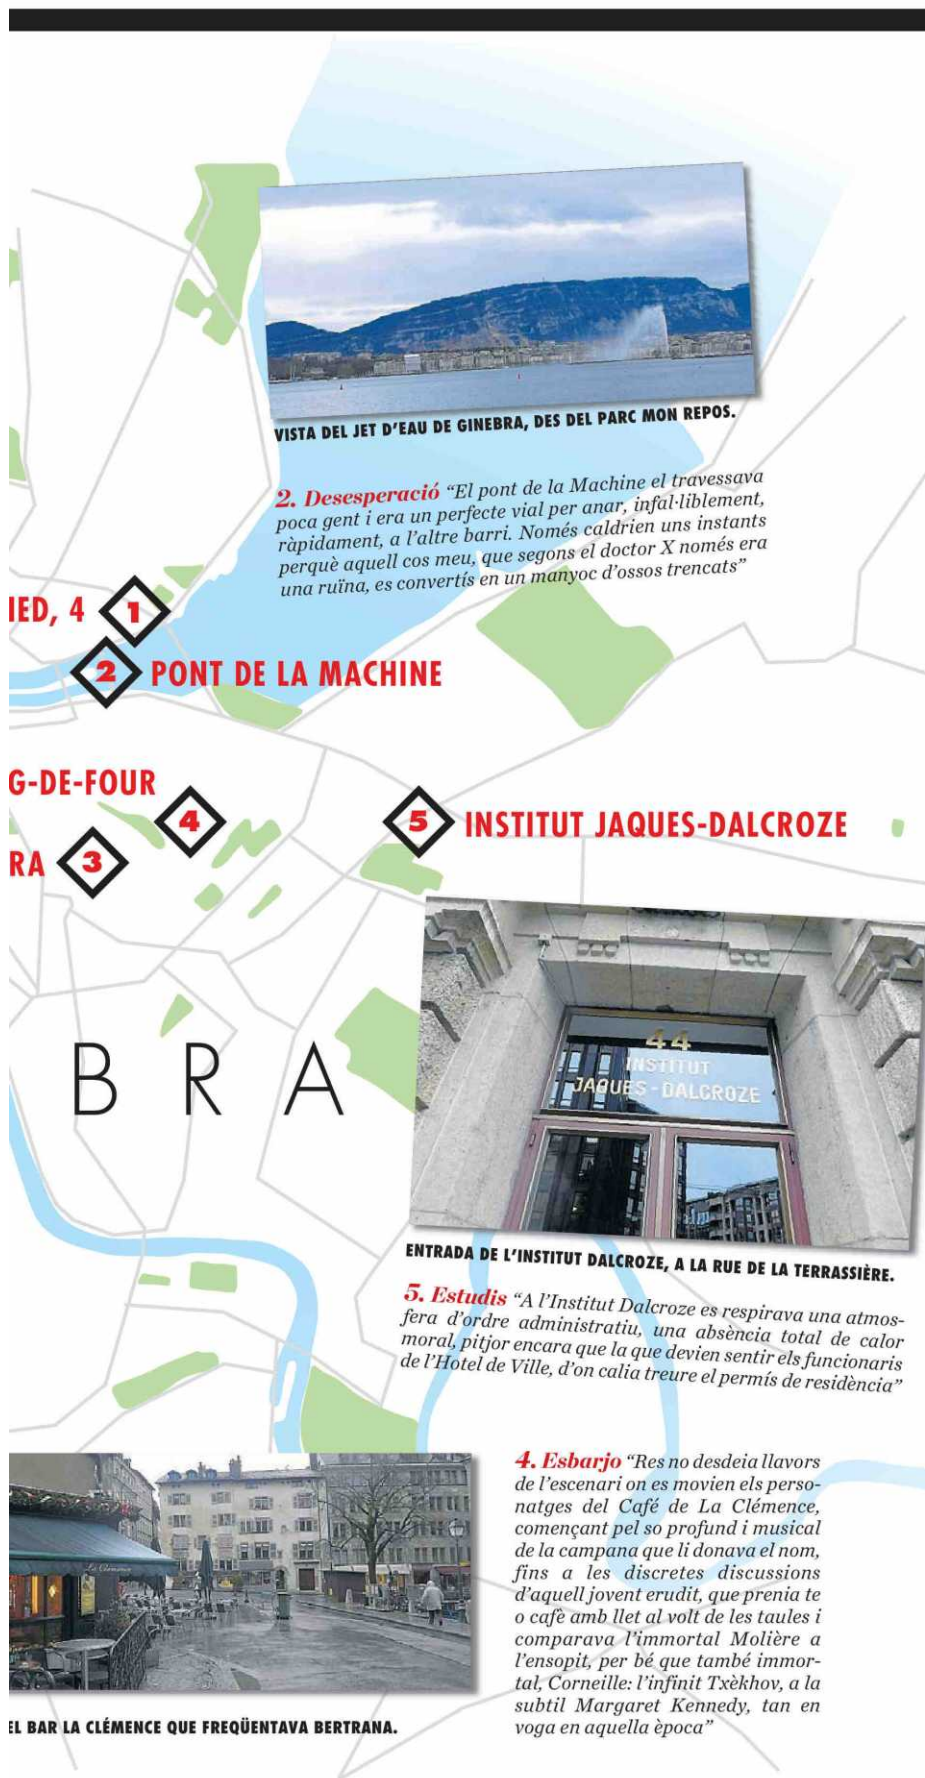 VISTA DEL JET D'EAU DE GINEBRA, DES DEL PARC MON REPOS.
2. Desesperació “El pont de la Machine el travessava
poca gent i era un perfecte vial per anar, infal·liblement,
ràpidament, a l’altre barri. Només caldrien uns instants
perquè aquell cos meu, que segons el doctor X només era
una ruïna, es convertís en un manyoc d’ossos trencats”
IED, 4 1
2 PONT DE LA MACHINE
G-DE-FOUR
4
5 INSTITUT JAQUES-DALCROZE
RA 3
44
INSTITUT
JAQUES-DALCROZE
BRA
ENTRADA DE L’INSTITUT DALCROZE, A LA RUE DE LA TERRASSIÈRE.
5. Estudis “A l’Institut Dalcroze es respirava una atmos-
fera d’ordre administratiu, una absència total de calor
moral, pitjor encara que la que devien sentir els funcionaris
de l’Hotel de Ville, d’on calia treure el permís de residència”
La Clémence
4. Esbarjo “Res no desdeia llavors
de l’escenari on es movien els perso-
natges del Café de La Clémence,
començant pel so profund i musical
de la campana que li donava el nom,
fins a les discretes discussions
d’aquell jovent erudit, que prenia te
o cafè amb llet al volt de les taules i
comparava l’immortal Molière a
l’ensopit, per bé que també immor-
tal, Corneille: l’infinit Txèkhov, a la
subtil Margaret Kennedy, tan en
voga en aquella època”
EL BAR LA CLÉMENCE QUE FREQÜENTAVA BERTRANA.